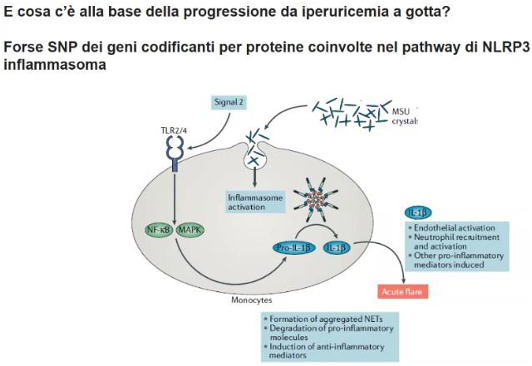 E cosa c'è alla base della progressione da iperuricemia a gotta?
Forse SNP dei geni codificanti per proteine coinvolte nel pathway di NLRP3
inflammasoma
Signal 2
MSU
crystals
TLR2/4
Inflammasome
activation
IL-1β
• Endothelial activation
• Neutrophil recruitment
and activation
• Other pro-inflammatory
mediators induced
NF-κB
MAPK
Pro-IL-1β
IL-1β
Acute flare
Monocytes
• Formation of aggregated NETs
• Degradation of pro-inflammatory
molecules
• Induction of anti-inflammatory
mediators